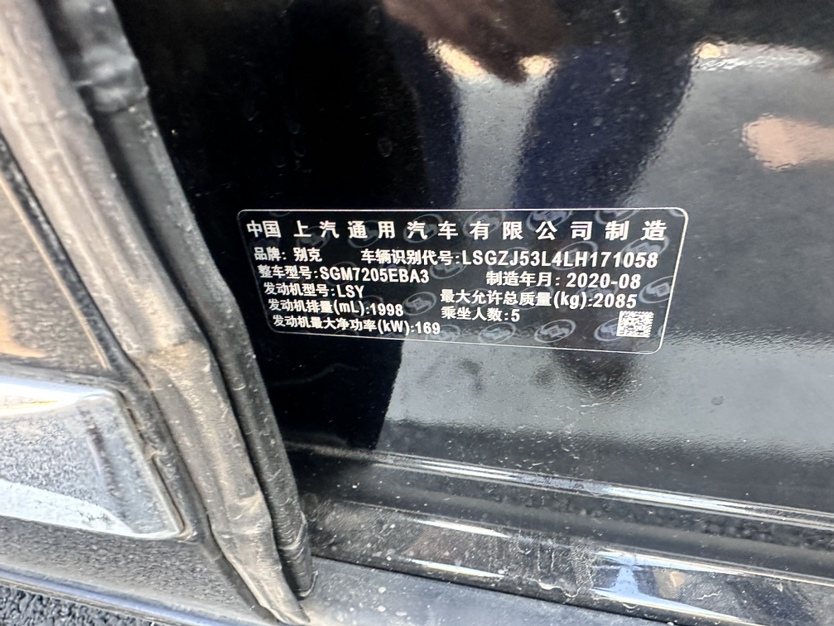 中国 上汽通用汽车有限公司制造
品牌: 别克 车辆识别代号:LSGZJ53L4LH171058
整车型号:SGM7205EBA3 制造年月: 2020-08
发动机型号:LSY 最大允许总质量(kg):2085
发动机排量(mL):1998 乘坐人数:5
发动机最大净功率(kW):169